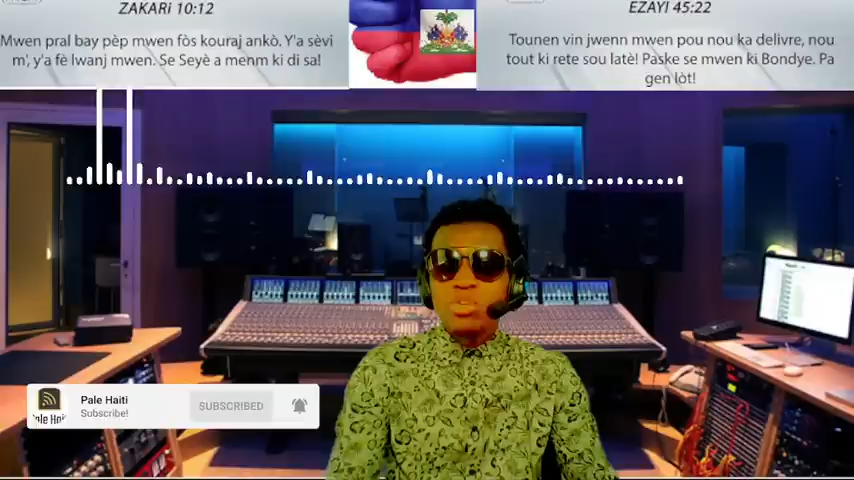 ZAKARi 10:12
Mwen pral bay pèp mwen fòs kouraj ankò. Y'a sèvi
m', y'a fè lwanj mwen. Se Seyè a menm ki di sa!
EZAYI 45:22
Tounen vin jwenn mwen pou nou ka delivre, nou
tout ki rete sou latè! Paske se mwen ki Bondye. Pa
gen lòt!
Pale Haiti
Subscribe!
SUBSCRIBED